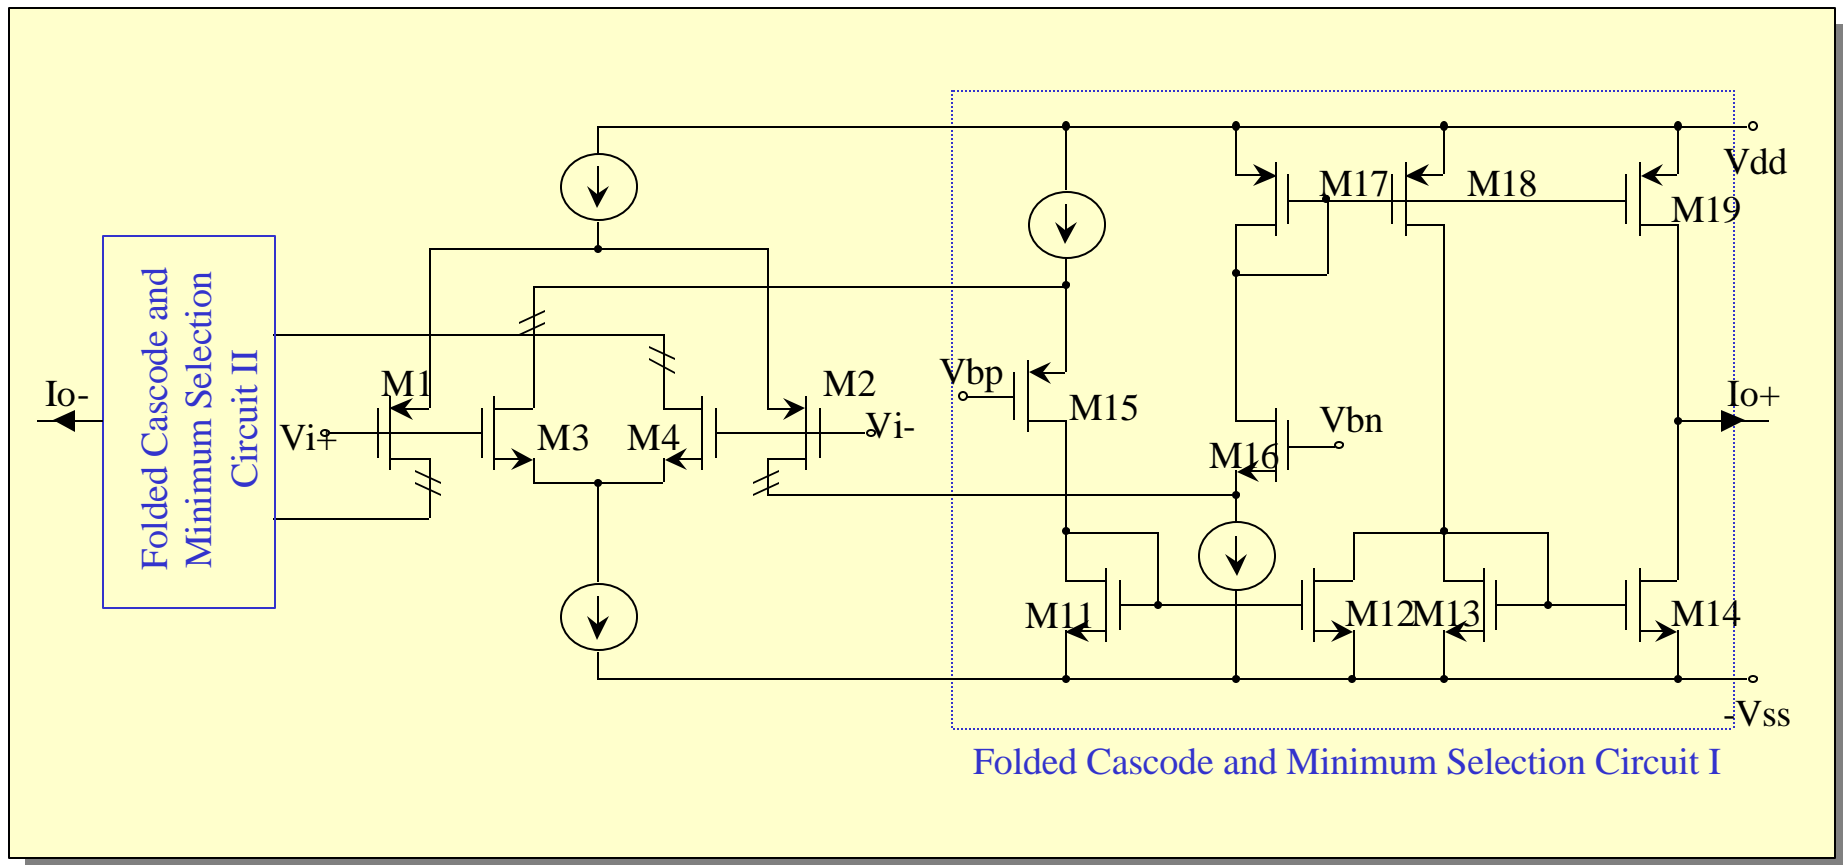 Vdd
M17
M18
M19
Folded Cascode and
Minimum Selection
Circuit II
Io-
M1
M2
Vi+
M3
M4
Vi-
Vbp
M15
Vbn
M16
Io+
M11
M12
M13
M14
-Vss
Folded Cascode and Minimum Selection Circuit I